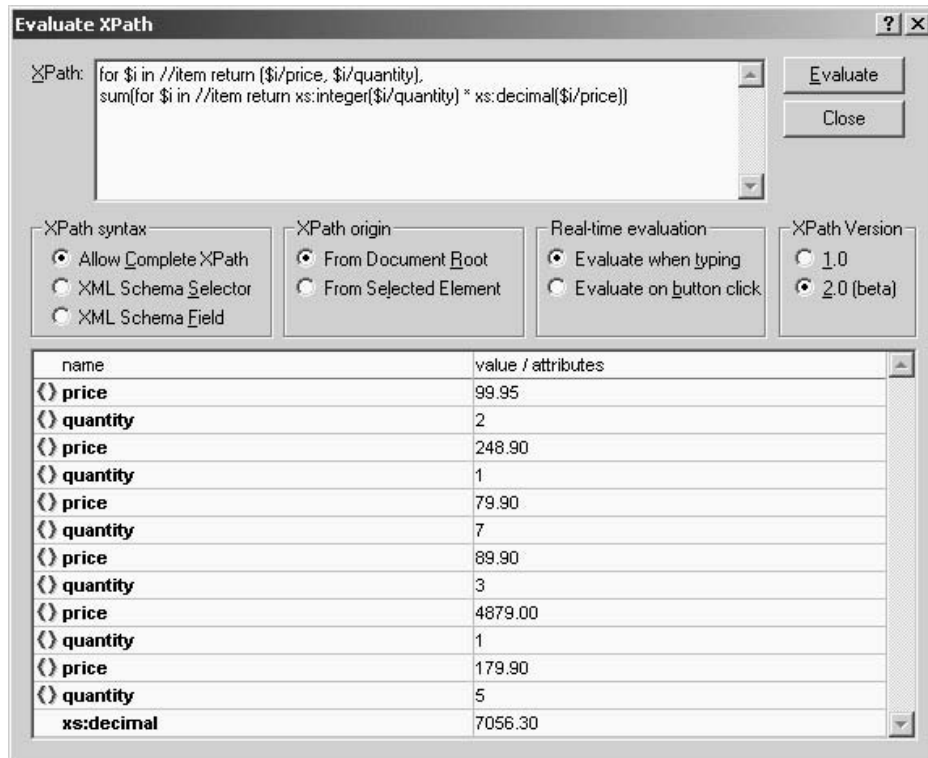 Evaluate XPath
XPath:
for $i in //item return ($i/price, $i/quantity),
sum(for $i in //item return xs:integer($i/quantity) * xs:decimal($i/price))
Evaluate
Close
XPath syntax
Allow Complete XPath
XML Schema Selector
XML Schema Field
XPath origin
From Document Root
From Selected Element
Real-time evaluation
Evaluate when typing
Evaluate on button click
XPath Version
1.0
2.0 (beta)
name value / attributes
price 99.95
quantity 2
price 248.90
quantity 1
price 79.90
quantity 7
price 89.90
quantity 3
price 4879.00
quantity 1
price 179.90
quantity 5
xs:decimal 7056.30